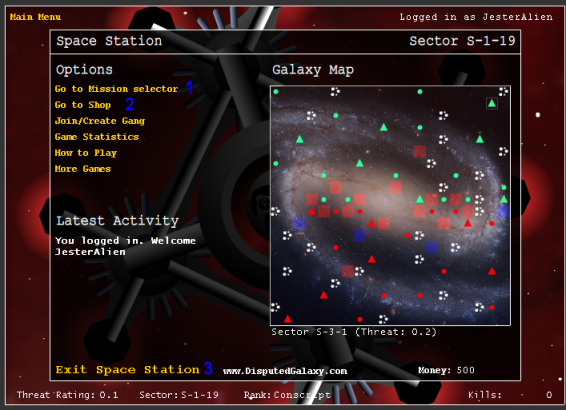 Main Menu
Logged in as JesterAlien
Space Station
Sector S-1-19
Options
Galaxy Map
Go to Mission selector 1
Go to Shop 2
Join/Create Gang
Game Statistics
How to Play
More Games
Latest Activity
You logged in. Welcome
JesterAlien
Sector S-3-1 (Threat: 0.2)
Exit Space Station 3
www.DisputedGalaxy.com
Money: 500
Threat Rating: 0.1
Sector: S-1-19
Rank: Conscript
Kills: 0